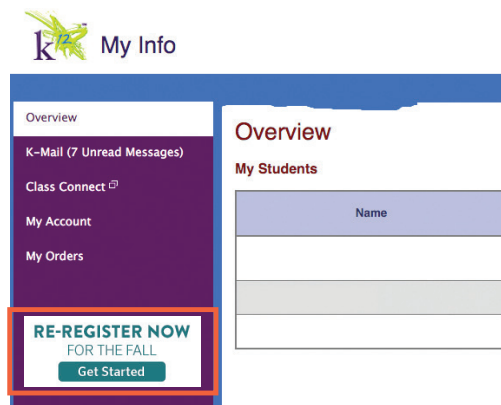 k12 My Info
Overview
K-Mail (7 Unread Messages)
Class Connect
My Account
My Orders
RE-REGISTER NOW
FOR THE FALL
Get Started
Overview
My Students
Name